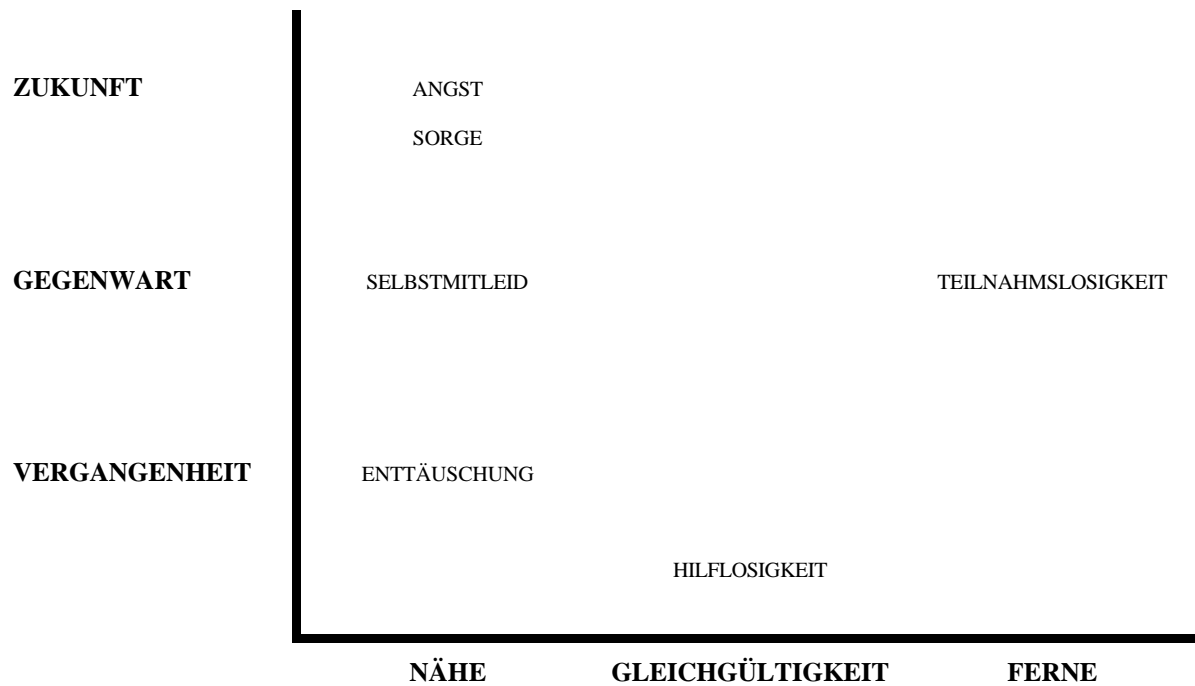 ZUKUNFT ANGST
SORGE
GEGENWART SELBSTMITLEID TEILNAHMSLOSIGKEIT
VERGANGENHEIT ENTTÄUSCHUNG
HILFLOSIGKEIT
NÄHE GLEICHGÜLTIGKEIT FERNE